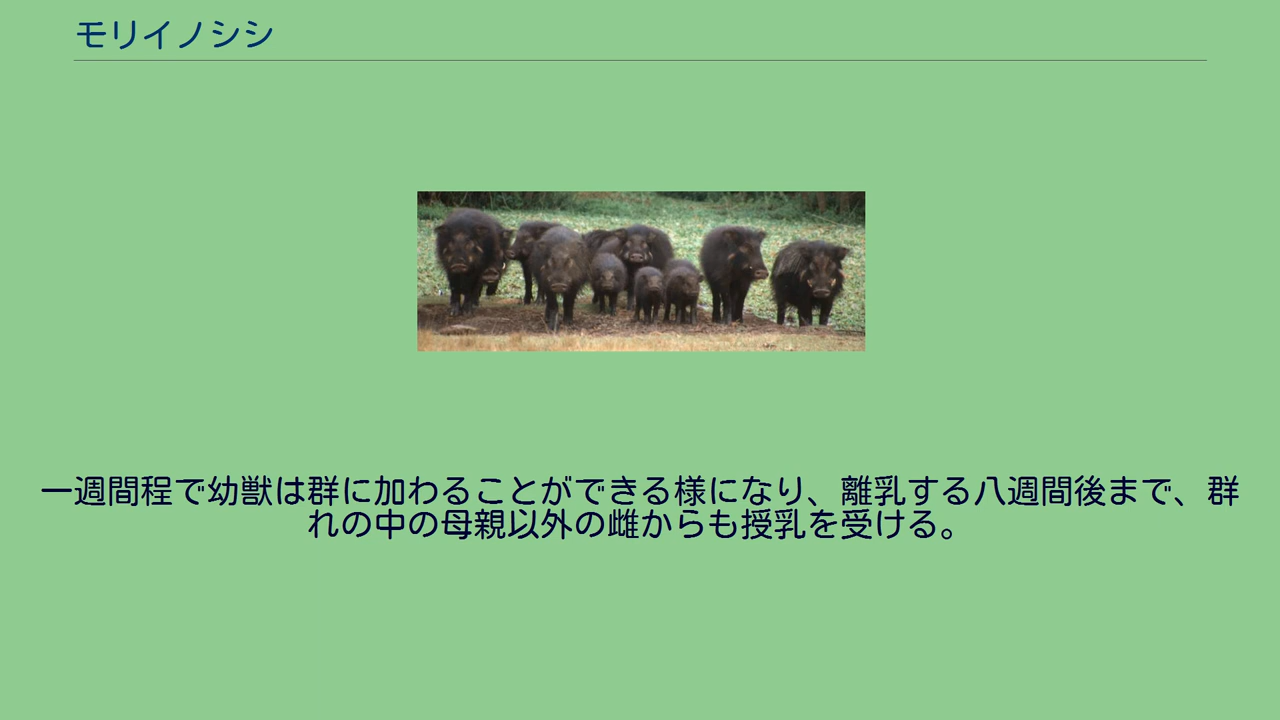 モリイノシシ
一週間程で幼獣は群に加わることができる様になり、離乳する八週間後まで、群
れの中の母親以外の雌からも授乳を受ける。